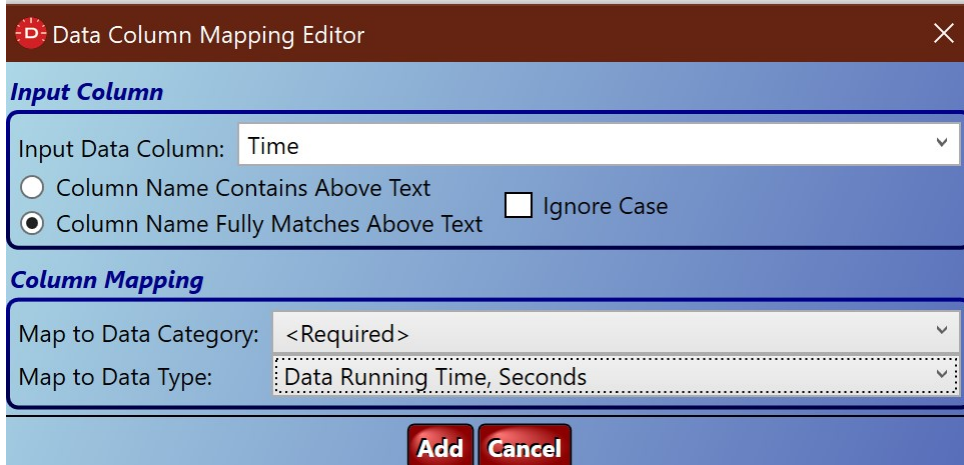 D Data Column Mapping Editor
Input Column
Input Data Column: Time
Column Name Contains Above Text
Ignore Case
Column Name Fully Matches Above Text
Column Mapping
Map to Data Category: <Required>
Map to Data Type: Data Running Time, Seconds
Add Cancel